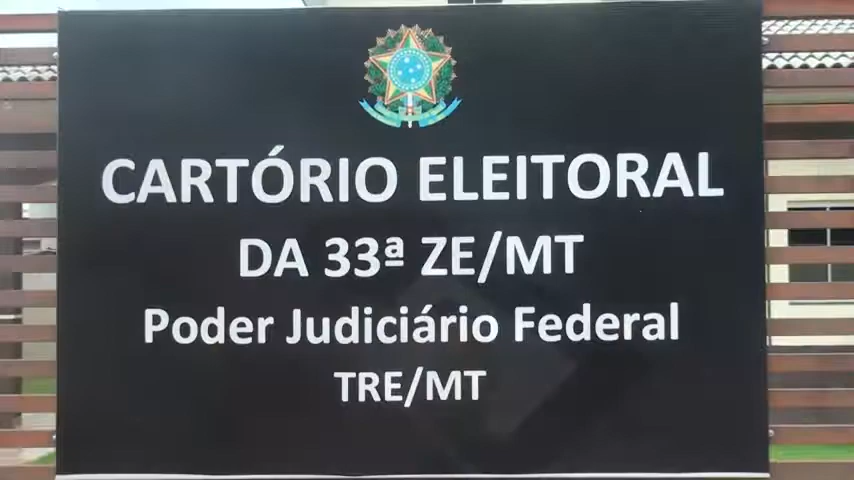 CARTÓRIO ELEITORAL
DA 33ª ZE/MT
Poder Judiciário Federal
TRE/MT